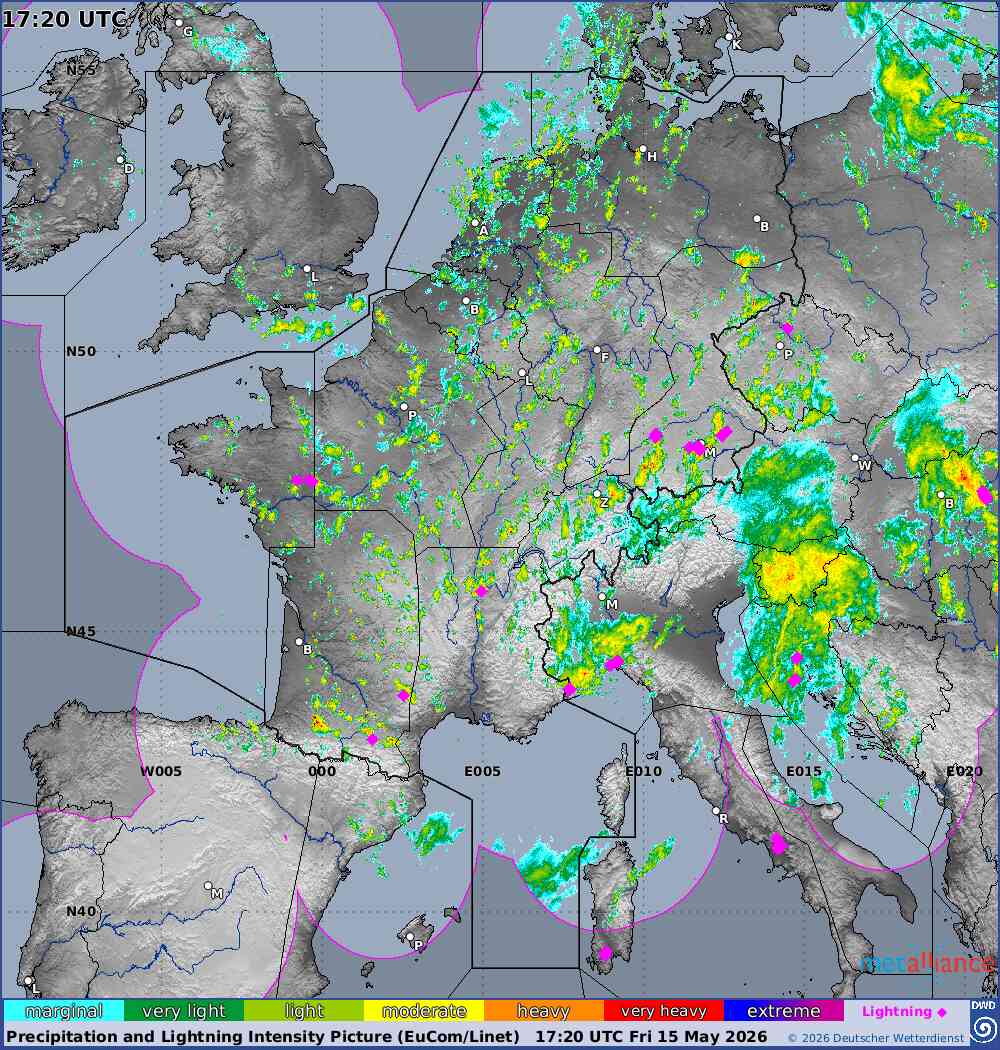 17:20 UTC
G
K
N55
D
H
B
A
L
B
N50
P
F
L
P
M
W
Z
B
M
N45
B
W005
000
E005
E010
E015
E020
R
M
N40
P
metalliance
L
marginal very light light moderate heavy very heavy extreme Lightning
DWD
Precipitation and Lightning Intensity Picture (EuCom/Linet) 17:20 UTC Fri 15 May 2026 © 2026 Deutscher Wetterdienst